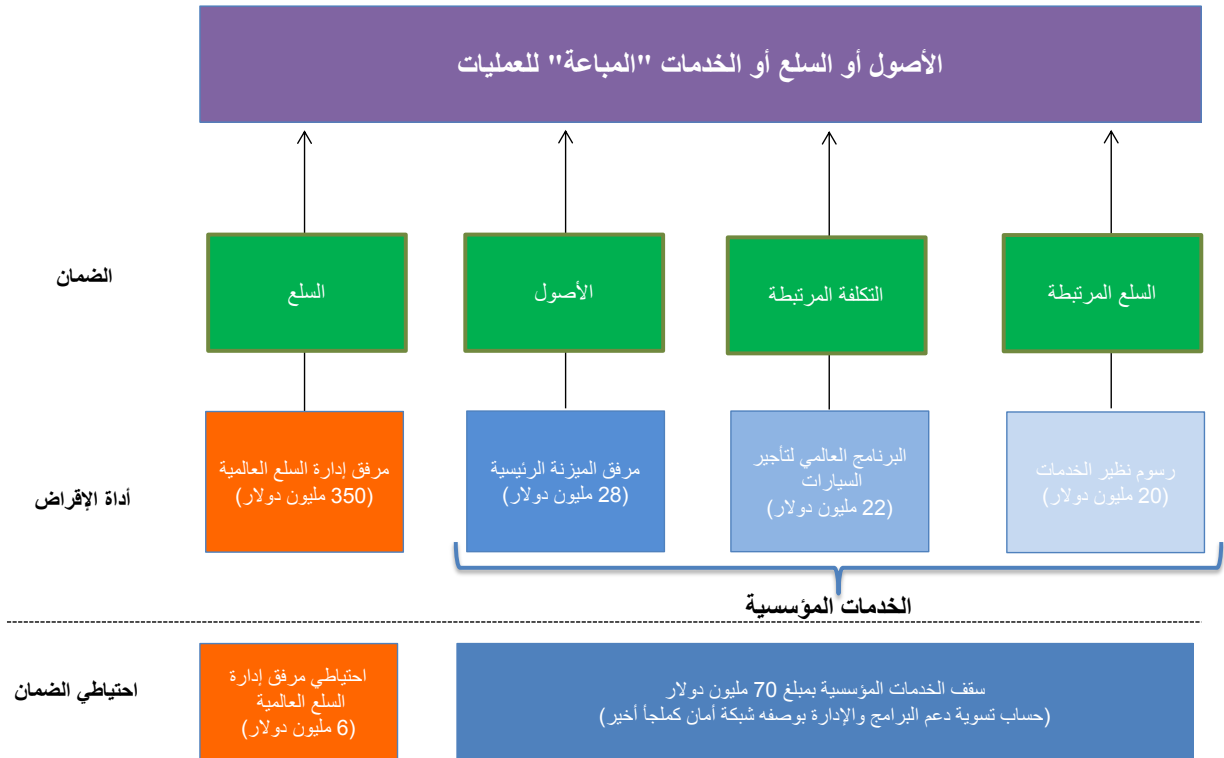 الأصول أو السلع أو الخدمات "المباعة" للعمليات
الضمان
السلع
الأصول
التكلفة المرتبطة
السلع المرتبطة
أداة الإقراض
مرفق إدارة السلع العالمية
(350 مليون دولار)
مرفق الميزنة الرئيسية
(28 مليون دولار)
البرنامج العالمي لتأجير
السيارات
(22 مليون دولار)
رسوم نظير الخدمات
(20 مليون دولار)
الخدمات المؤسسية
احتياطي الضمان
احتياطي مرفق إدارة
السلع العالمية
(6 مليون دولار)
سقف الخدمات المؤسسية بمبلغ 70 مليون دولار
(حساب تسوية دعم البرامج والإدارة بوصفه شبكة أمان كملجأ أخير)